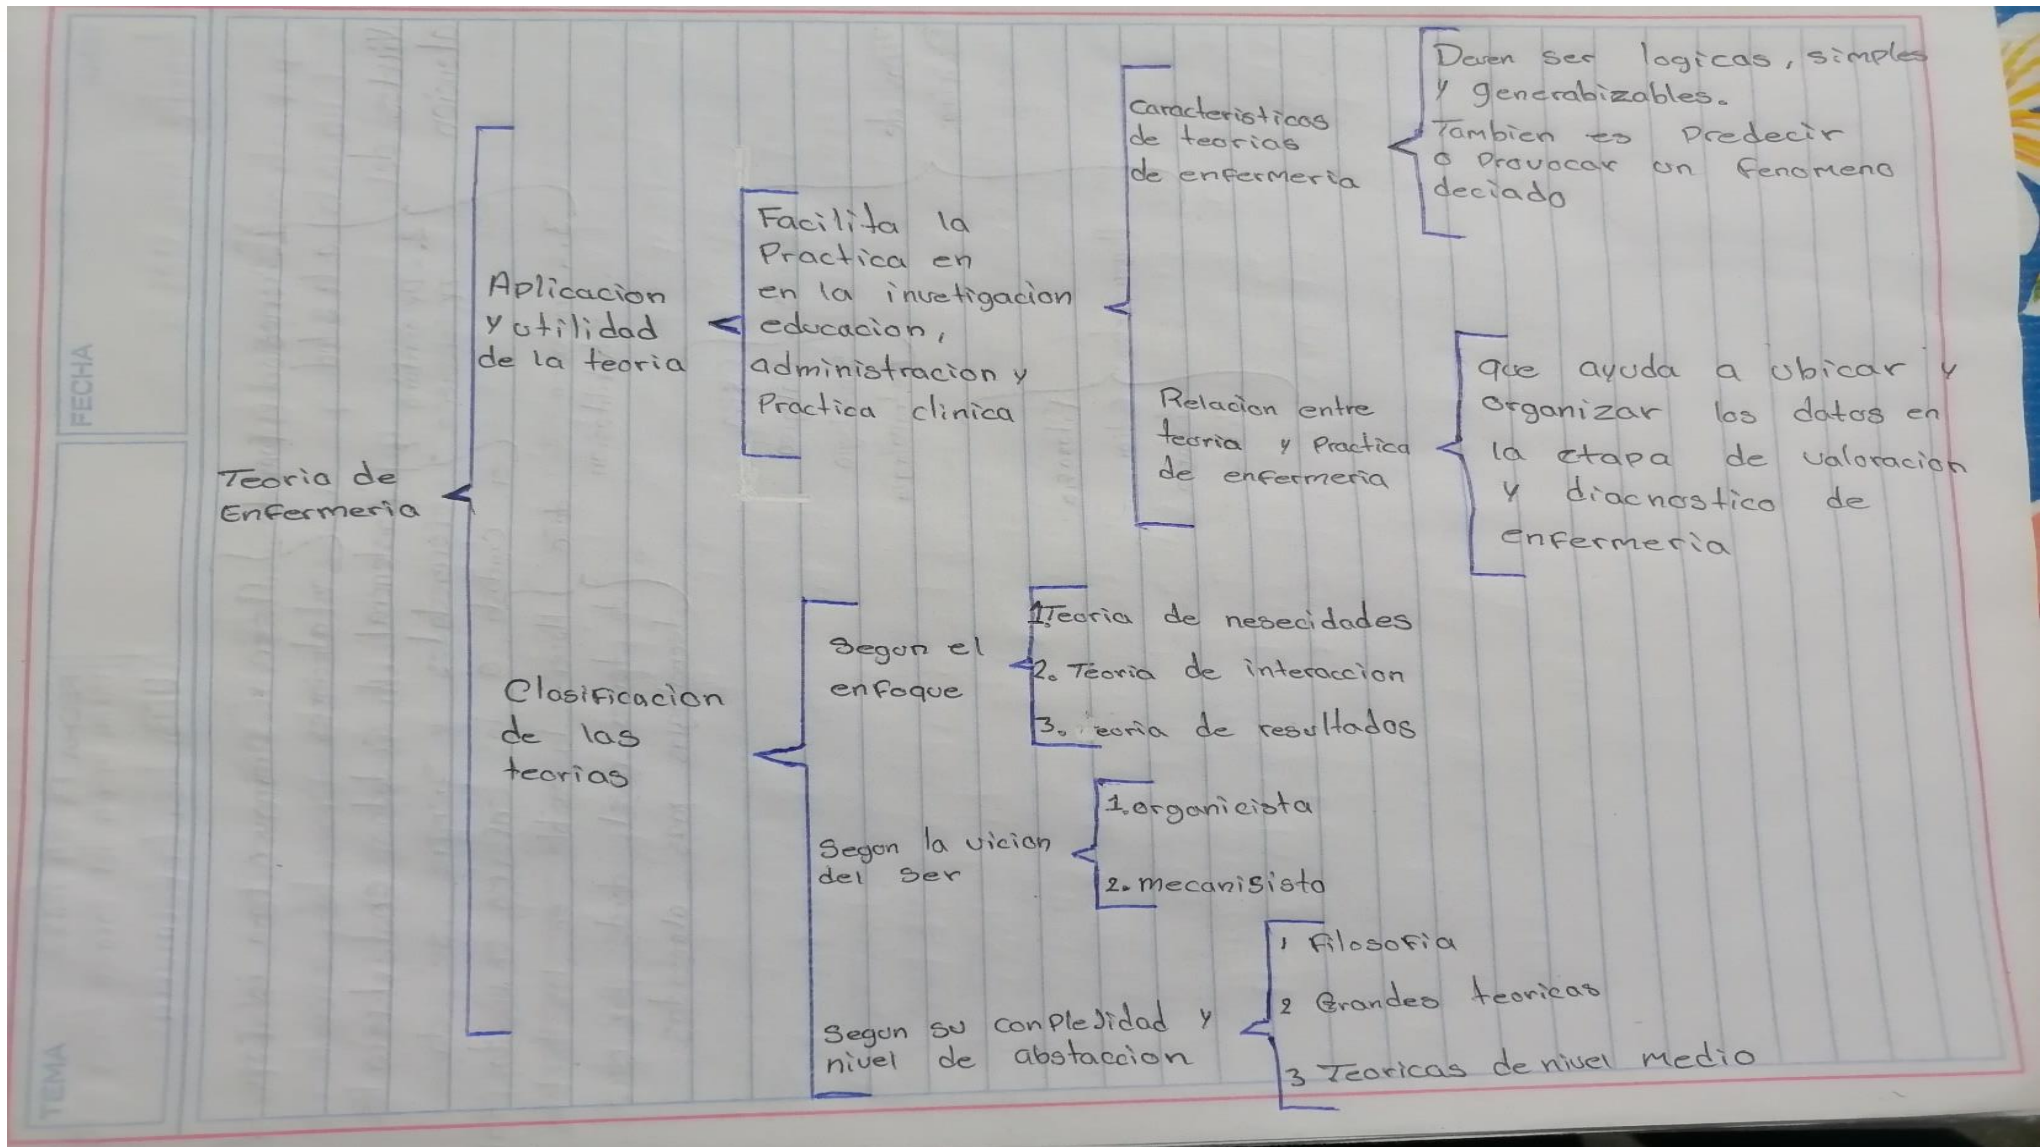 FECHA
TEMA
Teoria de
Enfermeria
Aplicacion
y utilidad
de la teoria
Facilita la
Practica en
en la invetigacion
educacion,
administracion y
Practica clinica
caracteristicas
de teorias
de enfermeria
Deven ser logicas, simples
y generabizables.
Tambien es Predecir
o Provocar un fenomeno
deciado
Relacion entre
teoria y Practica
de enfermeria
que ayuda a ubicar y
organizar los datos en
la etapa de valoracion
y diacnostico de
enfermeria
Clasificacion
de las
teorias
Segun el
enfoque
1.Teoria de nesecidades
2. Teoria de interaccion
3. eoria de resultados
Segun la vicion
del ser
1.organicista
2. mecanisisto
Segun su conplejidad y
nivel de abstaccion
1 Filosofia
2 Grandes teoricas
3 Teoricas de nivel medio